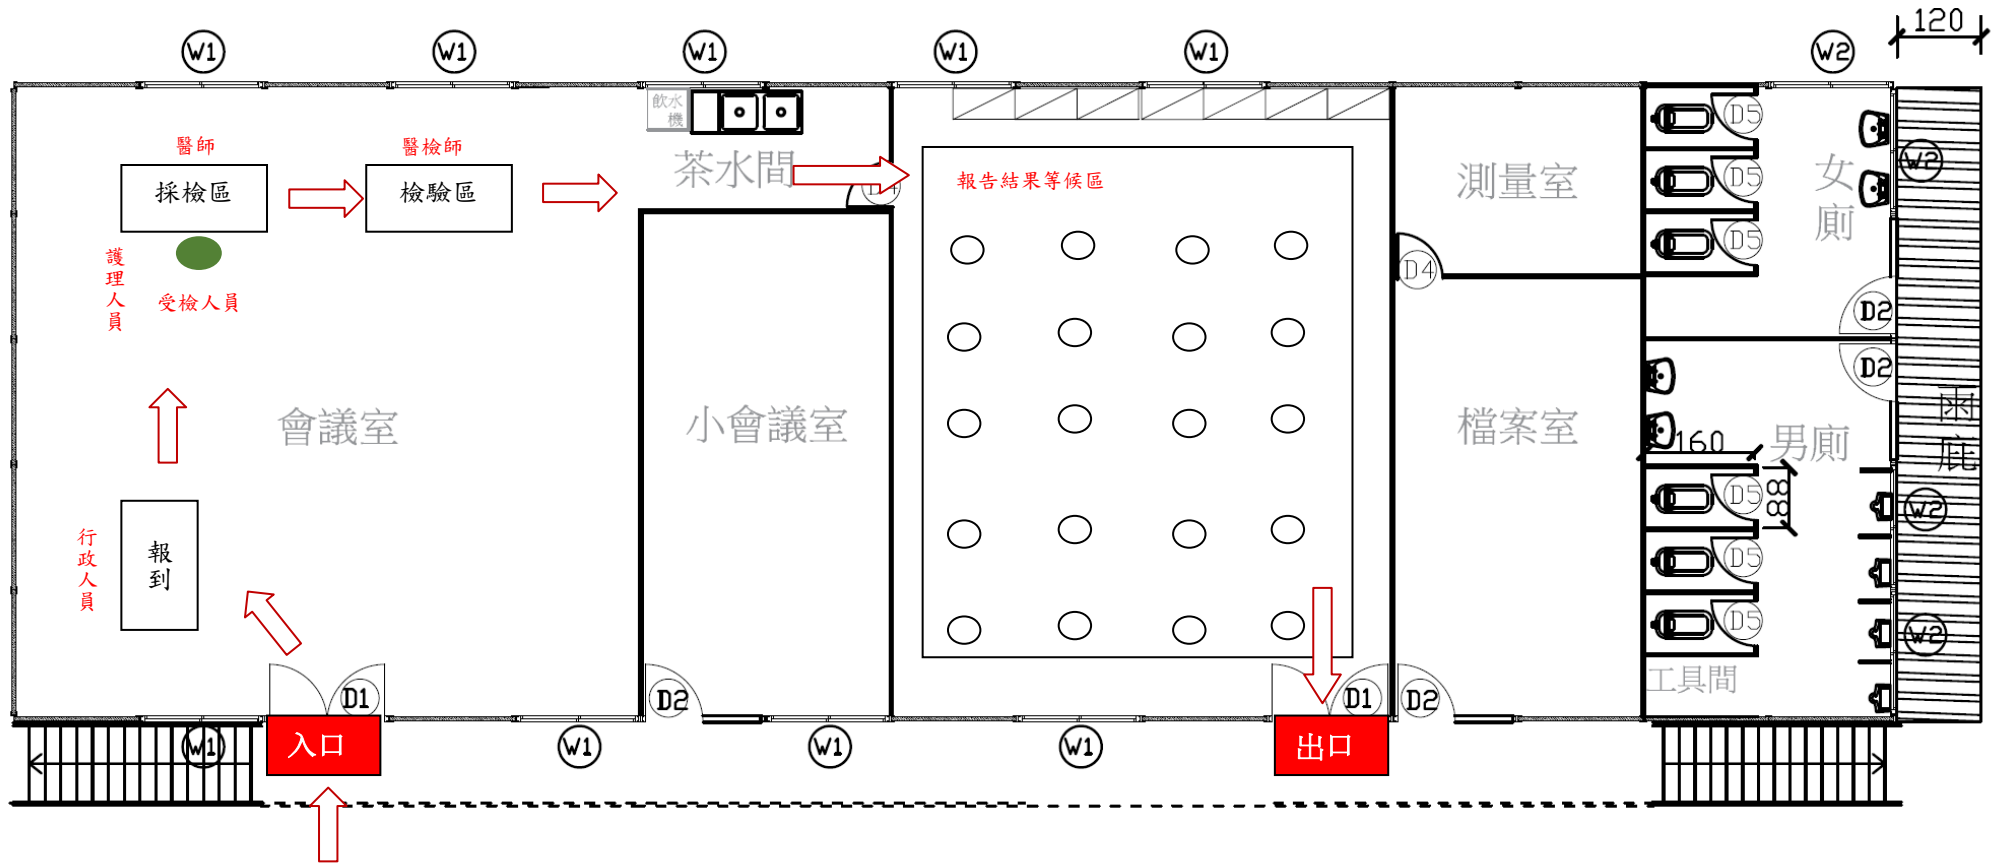 W1
W1
W1
W1
W1
W2
120
飲水
機
醫師
醫檢師
採檢區
檢驗區
茶水間
報告結果等候區
測量室
女廁
D5
D5
D5
W2
護理人員
受檢人員
D4
D2
D2
會議室
小會議室
檔案室
男廁
雨庇
160
88
D5
D5
D5
W2
W2
行政人員
報到
工具間
D1
D2
D1
D2
W1
入口
W1
W1
W1
出口